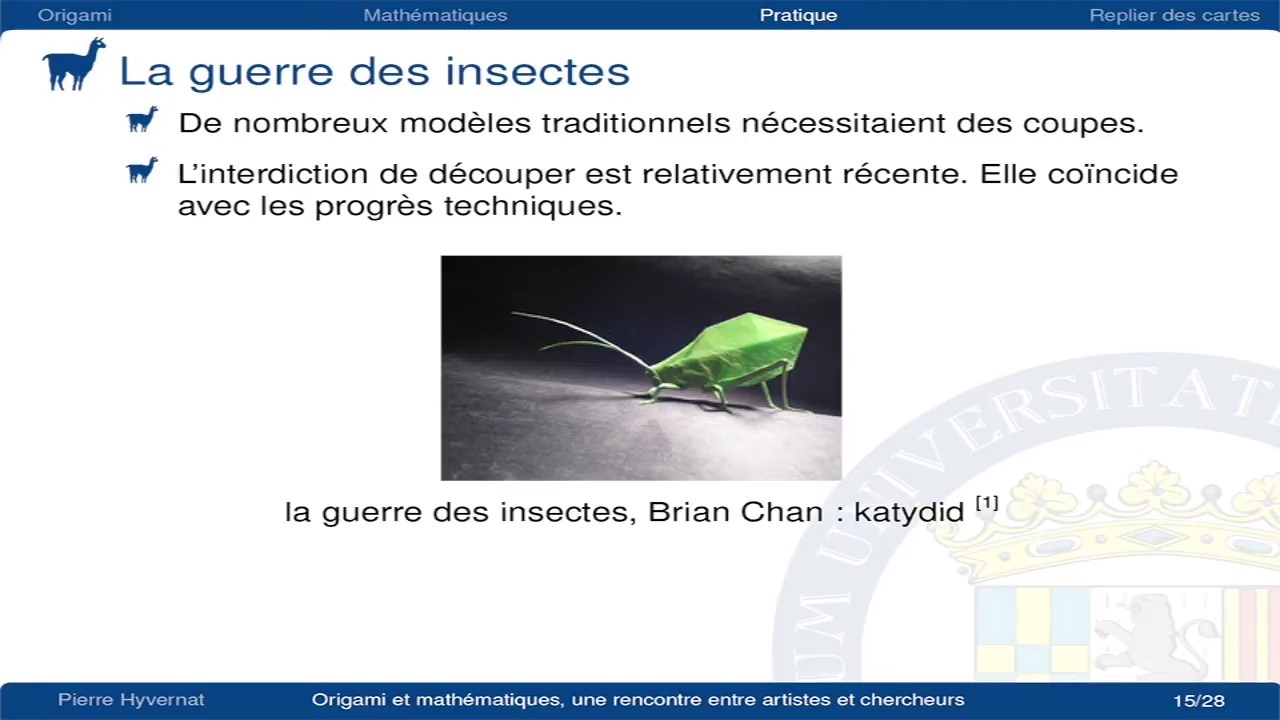 Origami Mathématiques Pratique Replier des cartes
La guerre des insectes
De nombreux modèles traditionnels nécessitaient des coupes.
L’interdiction de découper est relativement récente. Elle coïncide
avec les progrès techniques.
la guerre des insectes, Brian Chan : katydid [1]
UM UNIVERSITAT
Pierre Hyvernat Origami et mathématiques, une rencontre entre artistes et chercheurs 15/28